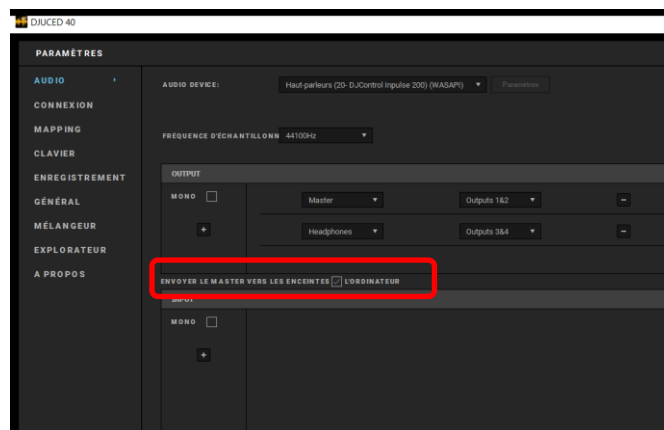 DJUCED 40
PARAMÈTRES
AUDIO
CONNEXION
MAPPING
CLAVIER
ENREGISTREMENT
GÉNÉRAL
MÉLANGEUR
EXPLORATEUR
A PROPOS
AUDIO DEVICE: Haut-parleurs (20- DJControl Inpulse 200) (WASAPI) Paramètres
FRÉQUENCE D'ÉCHANTILLONN 44100Hz
OUTPUT
MONO Master Outputs 1&2 -
+ Headphones Outputs 3&4 -
ENVOYER LE MASTER VERS LES ENCEINTES L'ORDINATEUR
INPUT
MONO
+